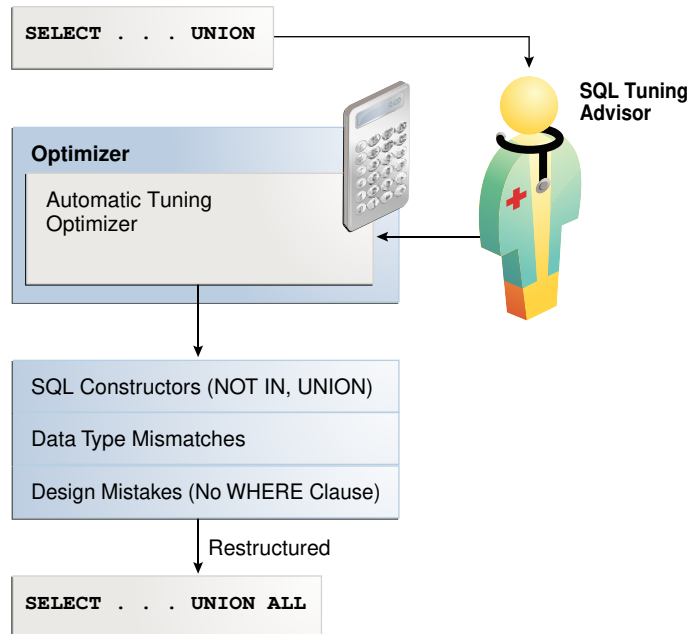 SELECT . . . UNION
SQL Tuning
Advisor
Optimizer
Automatic Tuning
Optimizer
SQL Constructors (NOT IN, UNION)
Data Type Mismatches
Design Mistakes (No WHERE Clause)
Restructured
SELECT . . . UNION ALL